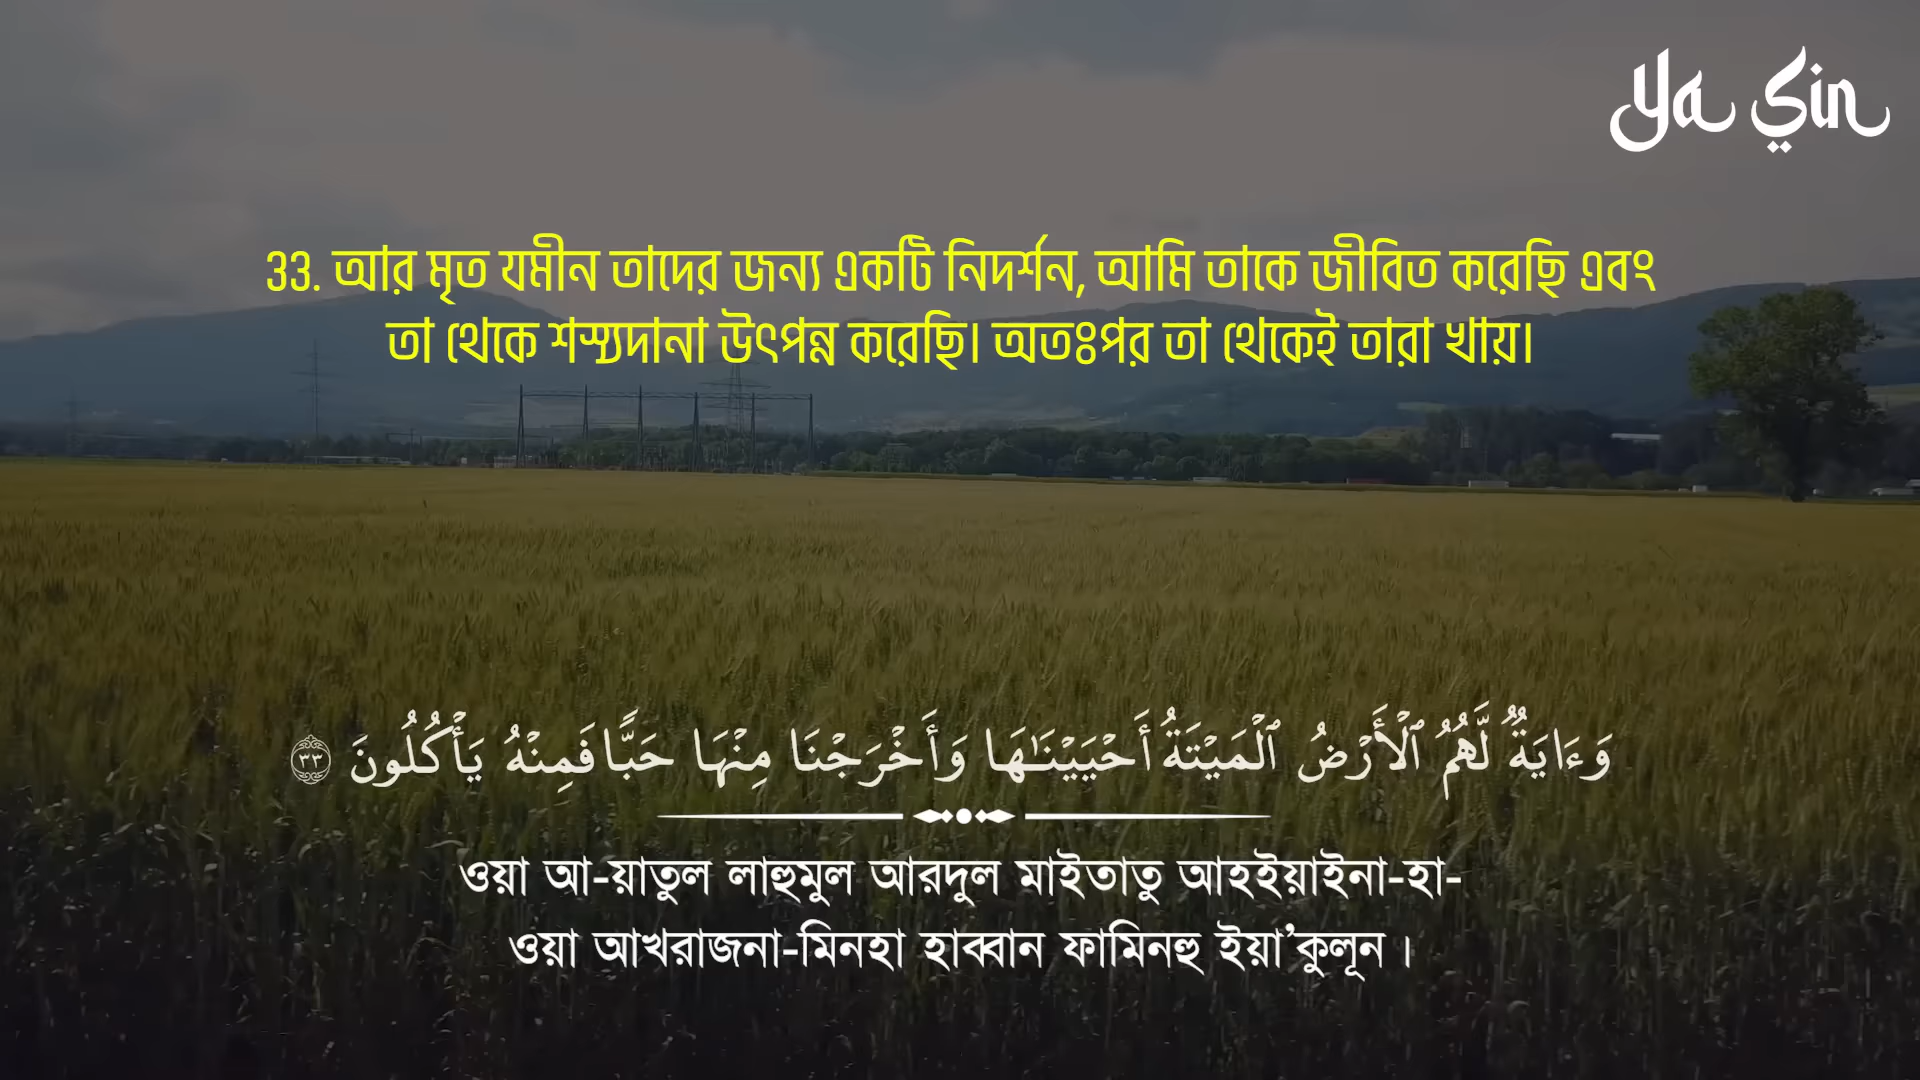 Ya Sin
৩৩. আর মৃত যমীন তাদের জন্য একটি নিদর্শন, আমি তাকে জীবিত করেছি এবং
তা থেকে শস্যদানা উৎপন্ন করেছি। অতঃপর তা থেকেই তারা খায়।
وَءَايَةٌ لَّهُمُ ٱلْأَرْضُ ٱلْمَيْتَةُ أَحْيَيْنَـٰهَا وَأَخْرَجْنَا مِنْهَا حَبًّا فَمِنْهُ يَأْكُلُونَ ٣٣
ওয়া আ-য়াতুল লাহুমুল আরদুল মাইতাতু আহইয়াইনা-হা-
ওয়া আখরাজনা-মিনহা হাব্বান ফামিনহু ইয়া’কুলূন ।